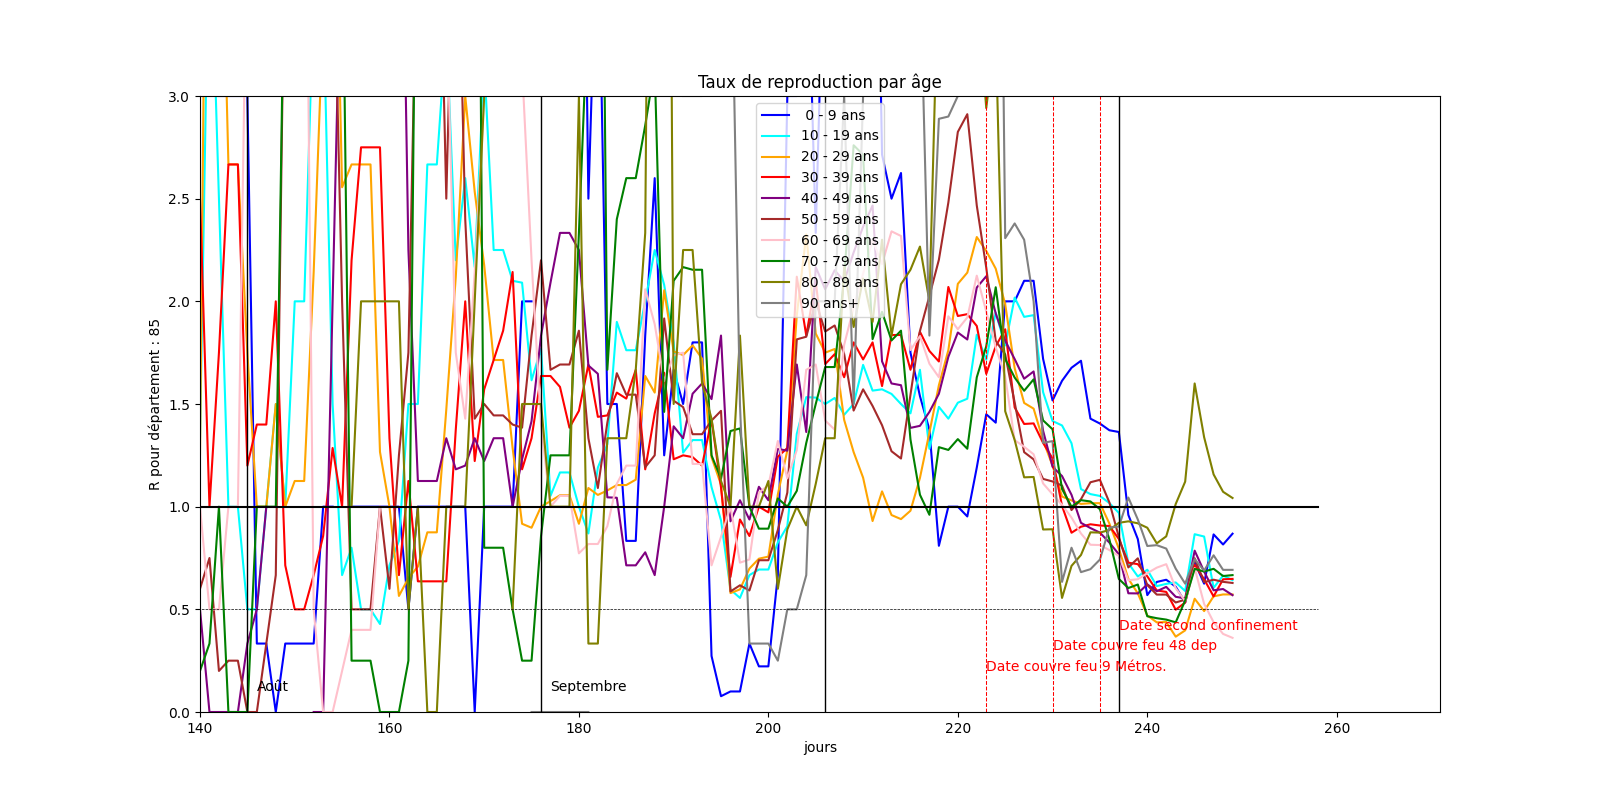 Taux de reproduction par âge
R pour département : 85
3.0
2.5
2.0
1.5
1.0
0.5
0.0
0 - 9 ans
10 - 19 ans
20 - 29 ans
30 - 39 ans
40 - 49 ans
50 - 59 ans
60 - 69 ans
70 - 79 ans
80 - 89 ans
90 ans+
Date second confinement
Date couvre feu 48 dep
Date couvre feu 9 Métros.
Août
Septembre
140
160
180
200
220
240
260
jours